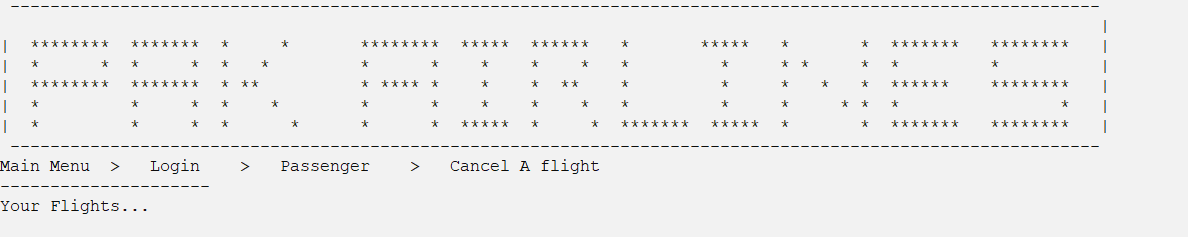 PAK AIRLINES
Main Menu > Login > Passenger > Cancel A flight
Your Flights...